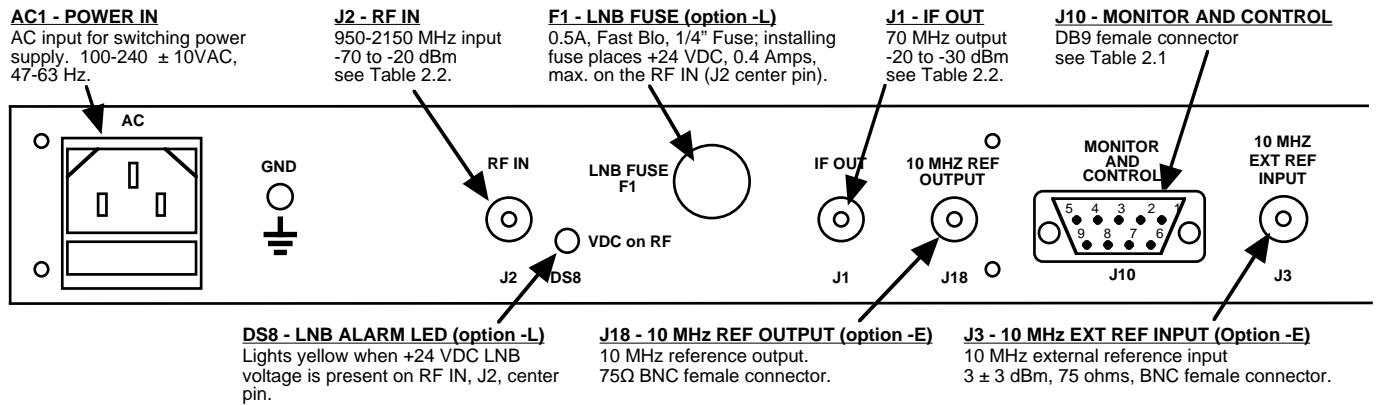 AC1 - POWER IN
AC input for switching power
supply. 100-240 ± 10VAC,
47-63 Hz.
J2 - RF IN
950-2150 MHz input
-70 to -20 dBm
see Table 2.2.
F1 - LNB FUSE (option -L)
0.5A, Fast Blo, 1/4" Fuse; installing
fuse places +24 VDC, 0.4 Amps,
max. on the RF IN (J2 center pin).
J1 - IF OUT
70 MHz output
-20 to -30 dBm
see Table 2.2.
J10 - MONITOR AND CONTROL
DB9 female connector
see Table 2.1
AC
GND
RF IN
J2
DS8
VDC on RF
LNB FUSE
F1
IF OUT
J1
10 MHZ REF
OUTPUT
J18
MONITOR
AND
CONTROL
5 4 3 2 1
9 8 7 6
J10
10 MHZ
EXT REF
INPUT
J3
DS8 - LNB ALARM LED (option -L)
Lights yellow when +24 VDC LNB
voltage is present on RF IN, J2, center
pin.
J18 - 10 MHz REF OUTPUT (option -E)
10 MHz reference output.
75Ω BNC female connector.
J3 - 10 MHz EXT REF INPUT (Option -E)
10 MHz external reference input
3 ± 3 dBm, 75 ohms, BNC female connector.